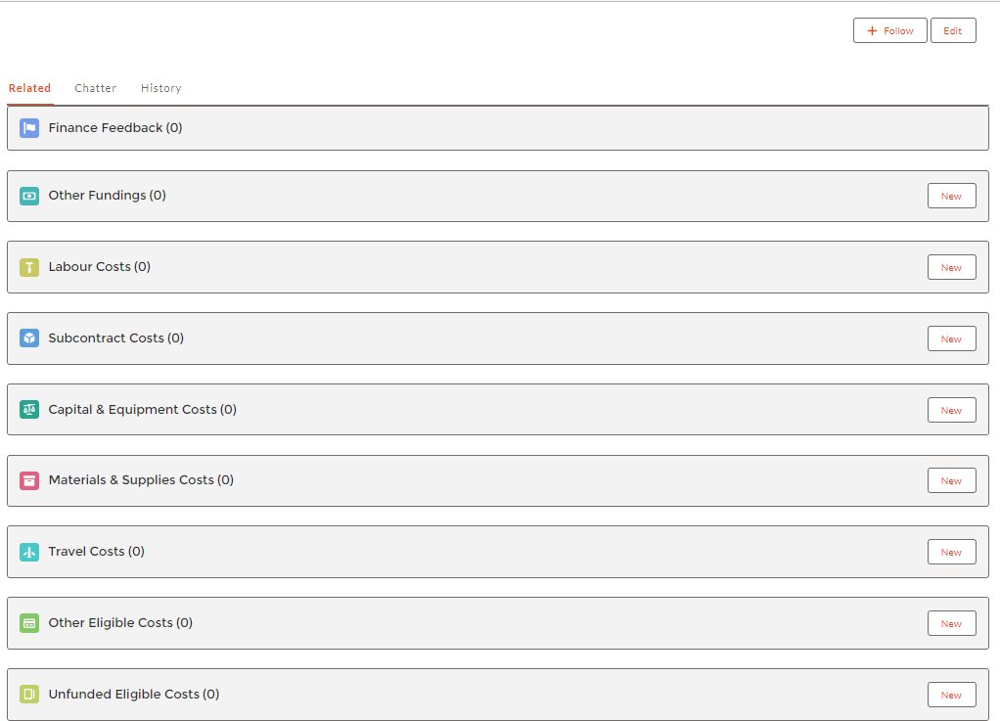 + Follow Edit
Related Chatter History
Finance Feedback (0)
Other Fundings (0) New
Labour Costs (0) New
Subcontract Costs (0) New
Capital & Equipment Costs (0) New
Materials & Supplies Costs (0) New
Travel Costs (0) New
Other Eligible Costs (0) New
Unfunded Eligible Costs (0) New